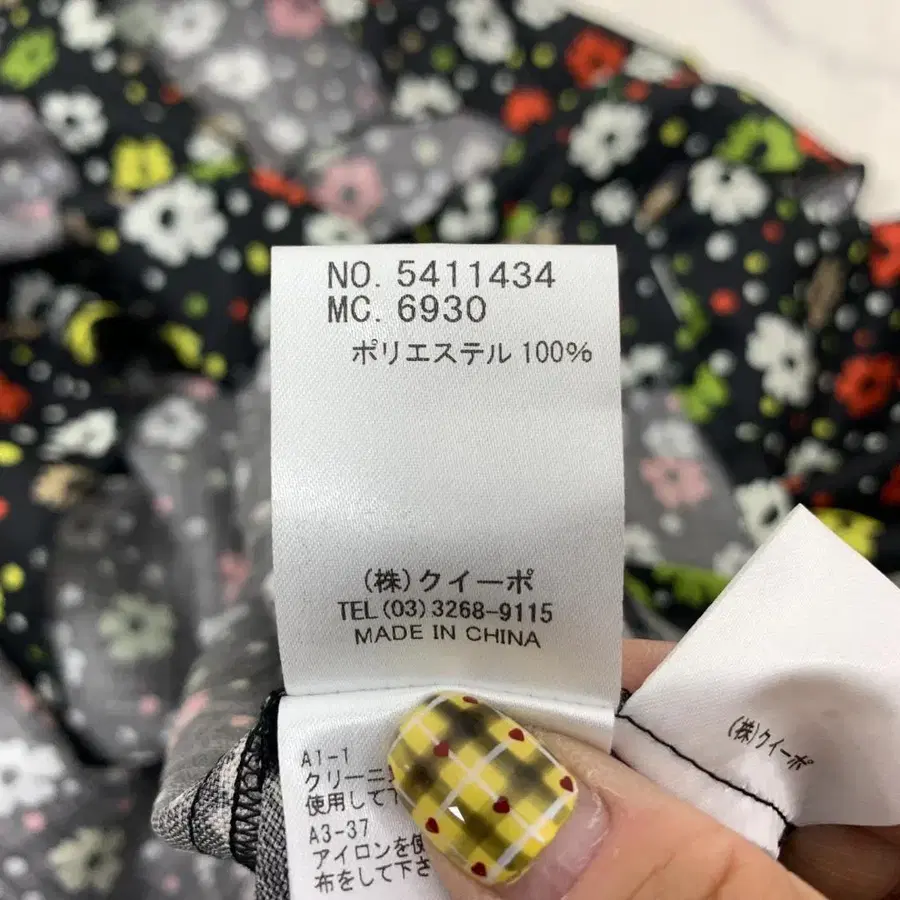 NO. 5411434
MC. 6930
ポリエステル 100%
(株)クイーポ
TEL(03)3268-9115
MADE IN CHINA
A1-1
クリーニ
使用して下
A3-37
アイロンを使
布をして下さ
(株)クイーポ